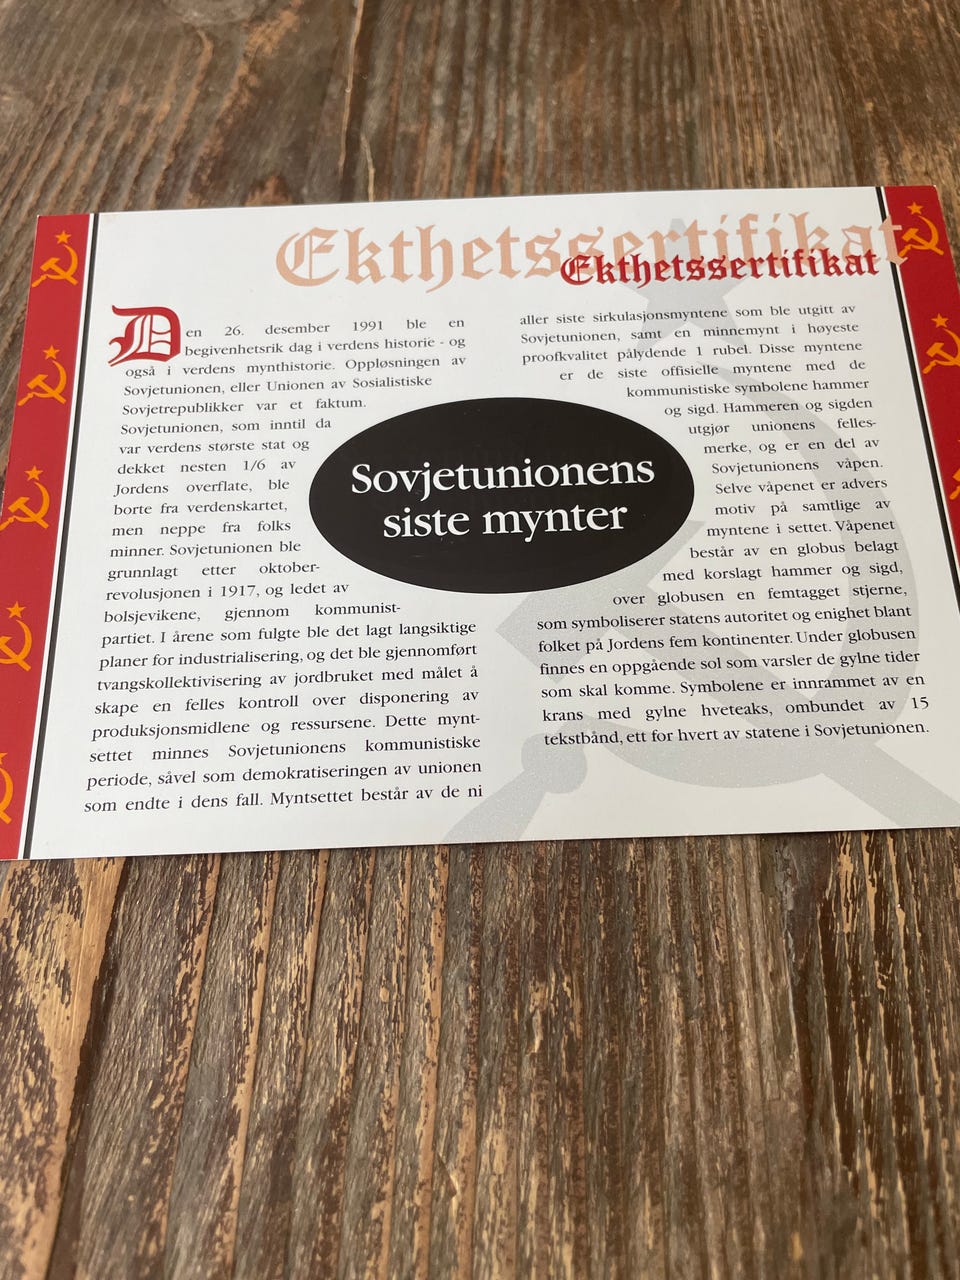 Ekthetssertifikat
Ekthetssertifikat
Den 26. desember 1991 ble en
begivenhetsrik dag i verdens historie - og
også i verdens mynthistorie. Oppløsningen av
Sovjetunionen, eller Unionen av Sosialistiske
Sovjetrepublikker var et faktum.
Sovjetunionen, som inntil da
var verdens største stat og
dekket nesten 1/6 av
Jordens overflate, ble
borte fra verdenskartet,
men neppe fra folks
minner. Sovjetunionen ble
grunnlagt etter oktober-
revolusjonen i 1917, og ledet av
bolsjevikene, gjennom kommunist-
partiet. I årene som fulgte ble det lagt langsiktige
planer for industrialisering, og det ble gjennomført
tvangskollektivisering av jordbruket med målet å
skape en felles kontroll over disponering av
produksjonsmidlene og ressursene. Dette mynt-
settet minnes Sovjetunionens kommunistiske
periode, såvel som demokratiseringen av unionen
som endte i dens fall. Myntsettet består av de ni
Sovjetunionens
siste mynter
aller siste sirkulasjonsmyntene som ble utgitt av
Sovjetunionen, samt en minnemynt i høyeste
proofkvalitet pålydende 1 rubel. Disse myntene
er de siste offisielle myntene med de
kommunistiske symbolene hammer
og sigd. Hammeren og sigden
utgjør unionens felles-
merke, og er en del av
Sovjetunionens våpen.
Selve våpenet er advers
motiv på samtlige av
myntene i settet. Våpenet
består av en globus belagt
med korslagt hammer og sigd,
over globusen en femtagget stjerne,
som symboliserer statens autoritet og enighet blant
folket på Jordens fem kontinenter. Under globusen
finnes en oppgående sol som varsler de gylne tider
som skal komme. Symbolene er innrammet av en
krans med gylne hveteaks, ombundet av 15
tekstbånd, ett for hvert av statene i Sovjetunionen.